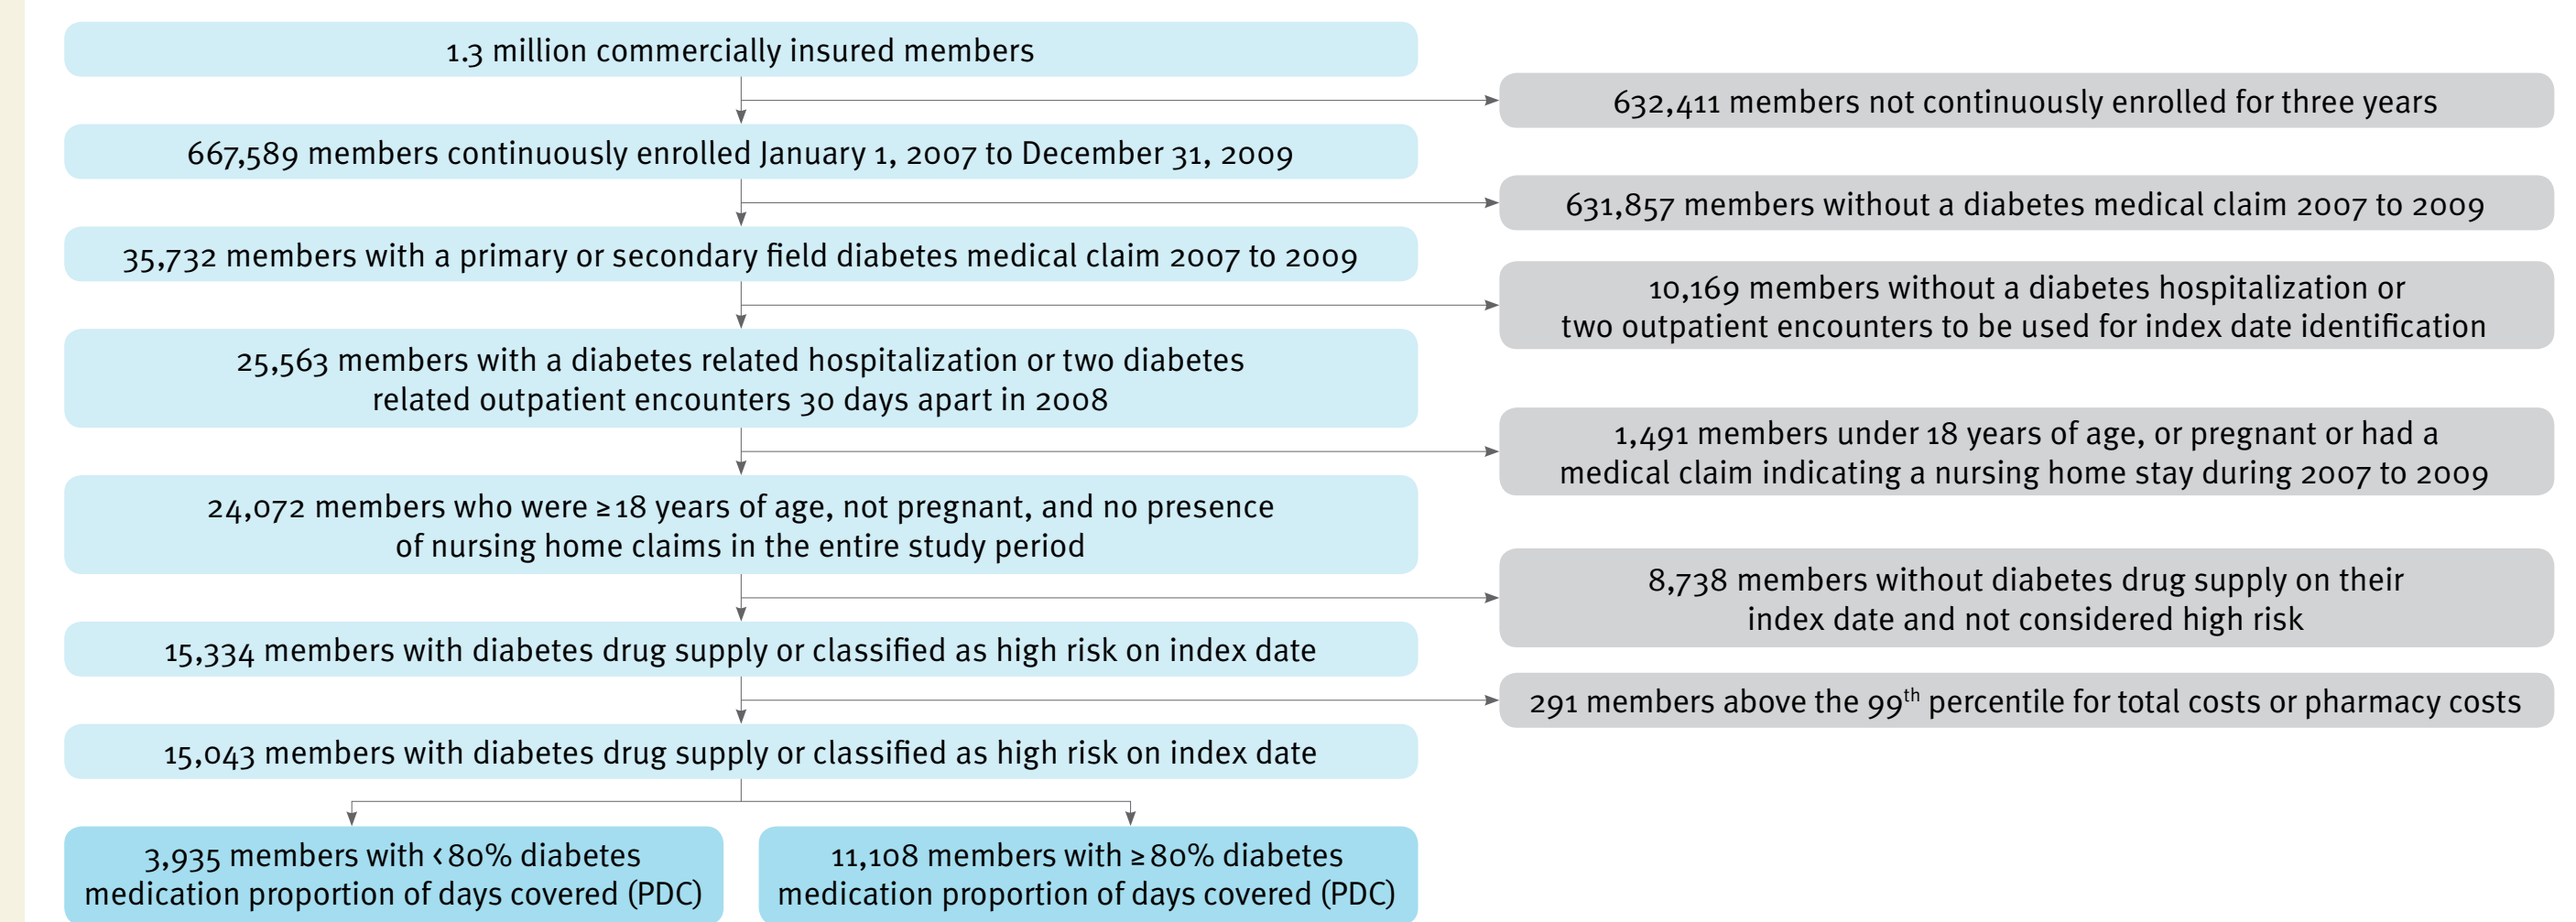 1.3 million commercially insured members
632,411 members not continuously enrolled for three years
667,589 members continuously enrolled January 1, 2007 to December 31, 2009
631,857 members without a diabetes medical claim 2007 to 2009
35,732 members with a primary or secondary field diabetes medical claim 2007 to 2009
10,169 members without a diabetes hospitalization or
two outpatient encounters to be used for index date identification
25,563 members with a diabetes related hospitalization or two diabetes
related outpatient encounters 30 days apart in 2008
1,491 members under 18 years of age, or pregnant or had a
medical claim indicating a nursing home stay during 2007 to 2009
24,072 members who were ≥18 years of age, not pregnant, and no presence
of nursing home claims in the entire study period
8,738 members without diabetes drug supply on their
index date and not considered high risk
15,334 members with diabetes drug supply or classified as high risk on index date
291 members above the 99th percentile for total costs or pharmacy costs
15,043 members with diabetes drug supply or classified as high risk on index date
3,935 members with <80% diabetes
medication proportion of days covered (PDC)
11,108 members with ≥80% diabetes
medication proportion of days covered (PDC)